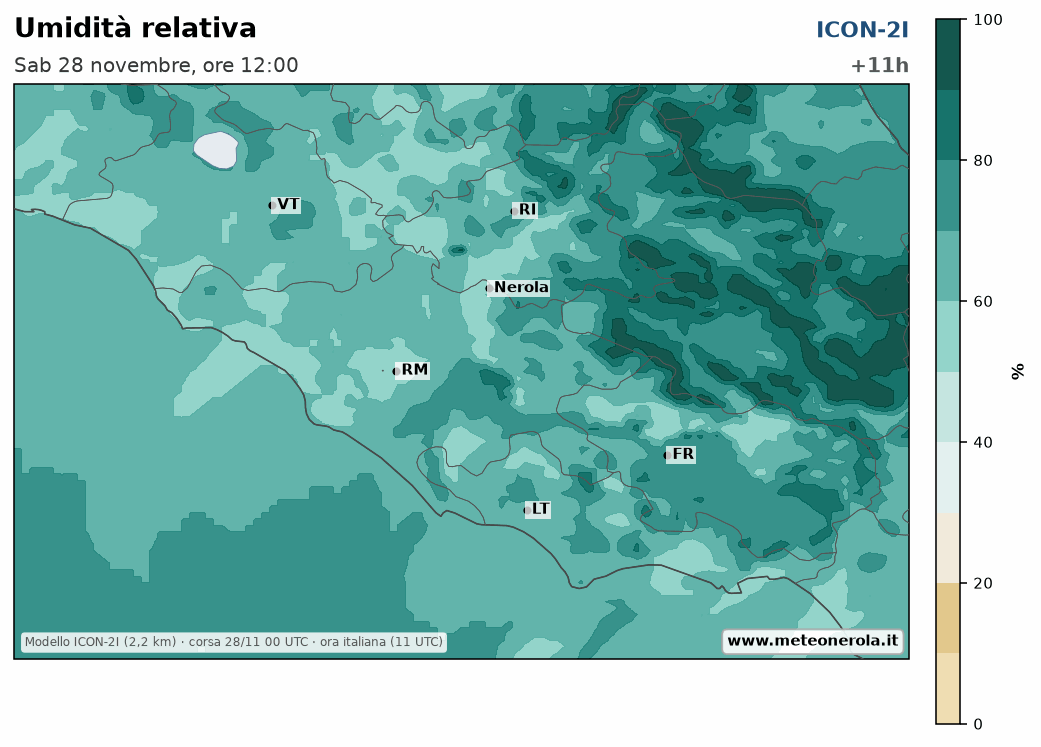 Umidità relativa
ICON-2I
Sab 28 novembre, ore 12:00
+11h
100
80
60
40
20
0
%
VT
RI
Nerola
RM
FR
LT
Modello ICON-2I (2,2 km) · corsa 28/11 00 UTC · ora italiana (11 UTC)
www.meteonerola.it